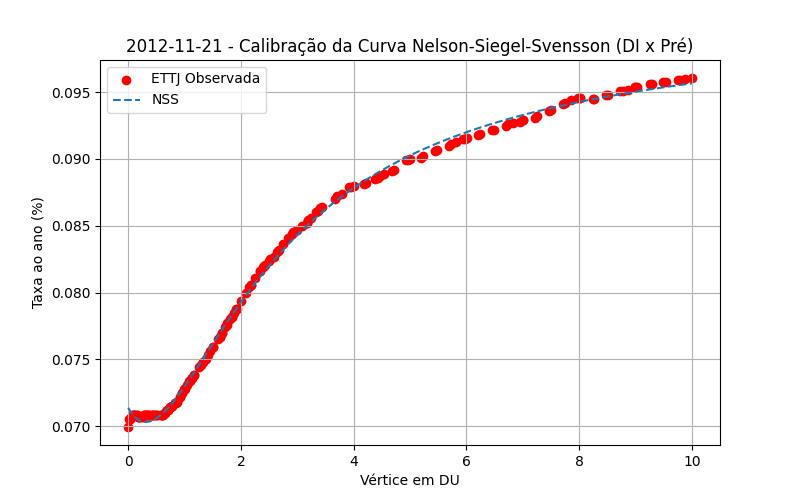 2012-11-21 - Calibração da Curva Nelson-Siegel-Svensson (DI x Pré)
ETTJ Observada
NSS
Taxa ao ano (%)
0.095
0.090
0.085
0.080
0.075
0.070
0
2
4
6
8
10
Vértice em DU